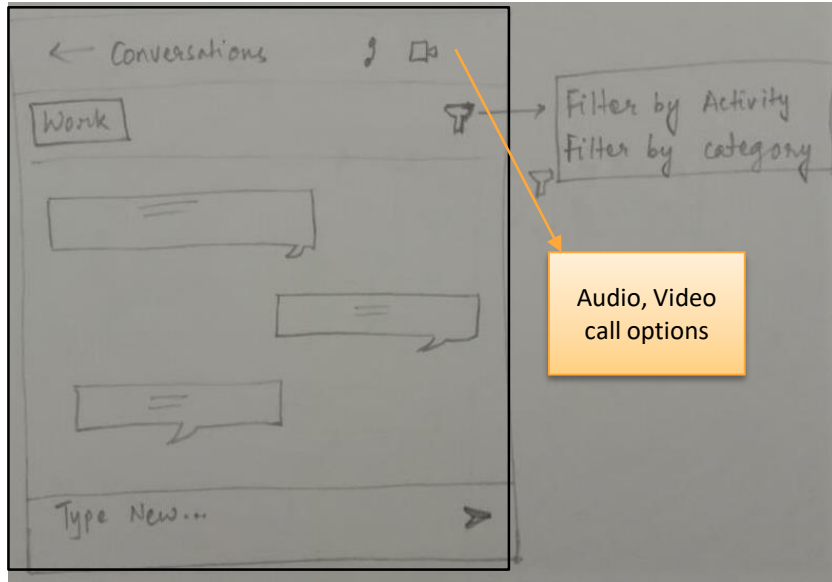 Conversations
Work
Filter by Activity
Filter by category
Audio, Video
call options
Type New...